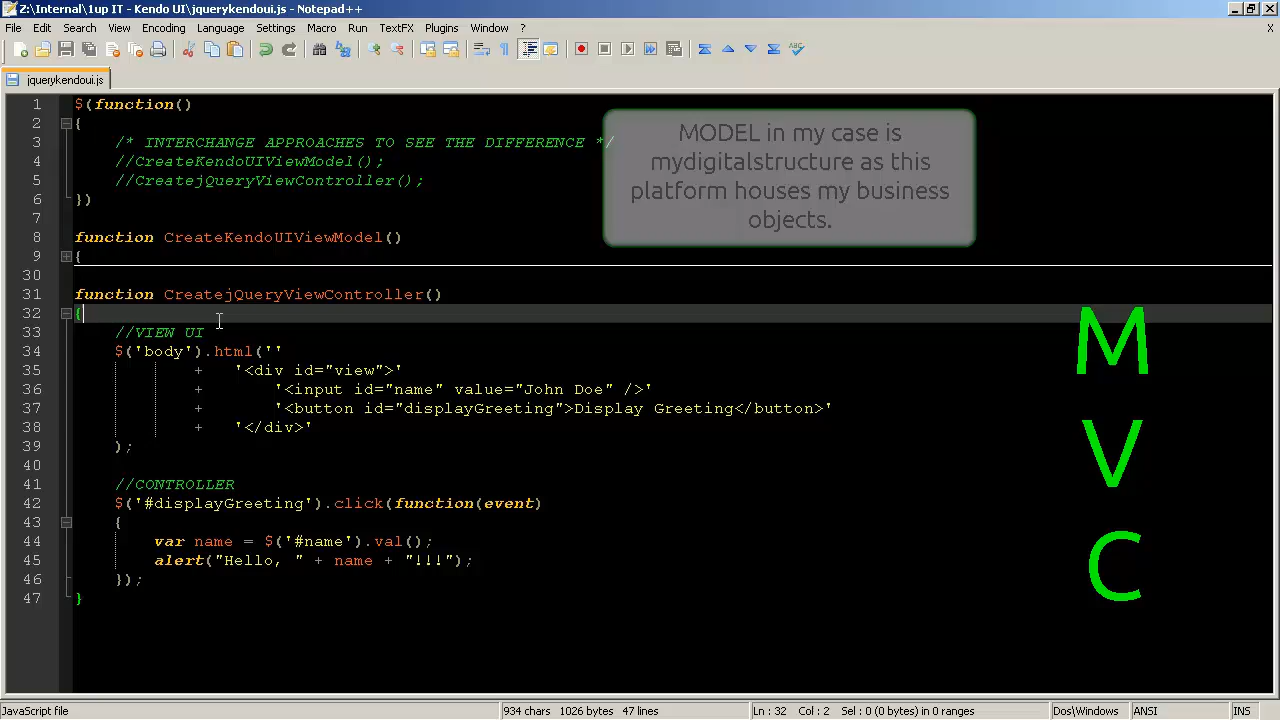 Z:\Internal\1up IT - Kendo UI\jquerykendoui.js - Notepad++
File Edit Search View Encoding Language Settings Macro Run TextFX Plugins Window ? X
jquerykendoui.js
1 $(function()
2 {
3 /* INTERCHANGE APPROACHES TO SEE THE DIFFERENCE */
4 //CreateKendoUIViewModel();
5 //CreatejQueryViewController();
6 })
7
8 function CreateKendoUIViewModel()
9 {
30
31 function CreatejQueryViewController()
32 {
33 //VIEW UI
34 $('body').html(''
35 + '<div id="view">'
36 + '<input id="name" value="John Doe" />'
37 + '<button id="displayGreeting">Display Greeting</button>'
38 + '</div>'
39 );
40
41 //CONTROLLER
42 $('#displayGreeting').click(function(event)
43 {
44 var name = $('#name').val();
45 alert("Hello, " + name + "!!!");
46 });
47 }
MODEL in my case is
mydigitalstructure as this
platform houses my business
objects.
M
V
C
JavaScript file 934 chars 1026 bytes 47 lines Ln : 32 Col : 2 Sel : 0 (0 bytes) in 0 ranges Dos\Windows ANSI INS